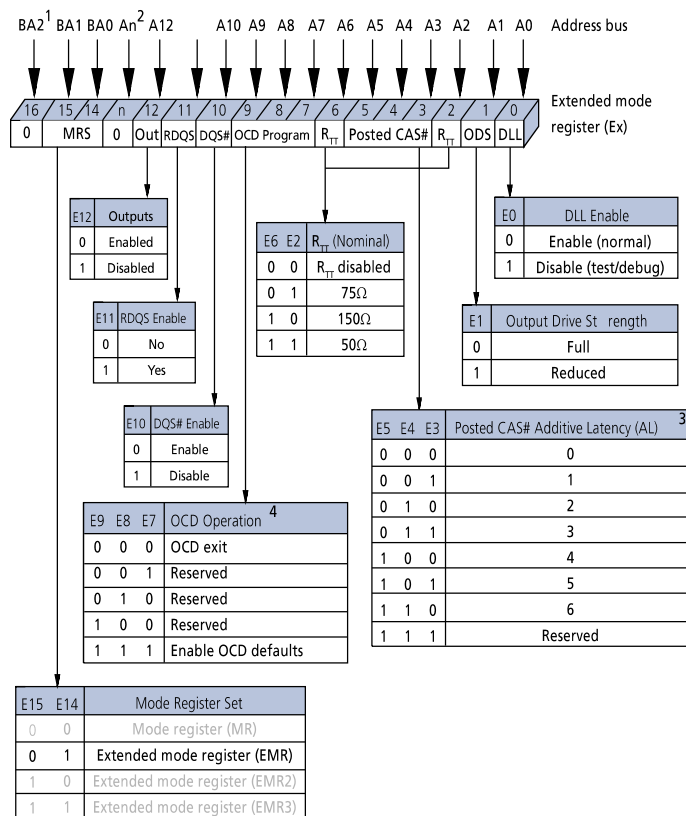 BA2¹ BA1 BA0 An² A12 A10 A9 A8 A7 A6 A5 A4 A3 A2 A1 A0 Address bus
16 15 14 n 12 11 10 9 8 7 6 5 4 3 2 1 0
Extended mode
register (Ex)
0 MRS 0 Out RDQS DQS# OCD Program RTT Posted CAS# RTT ODS DLL
E12 Outputs
0 Enabled
1 Disabled
E6 E2 RTT (Nominal)
0 0 RTT disabled
0 1 75Ω
1 0 150Ω
1 1 50Ω
E0 DLL Enable
0 Enable (normal)
1 Disable (test/debug)
E11 RDQS Enable
0 No
1 Yes
E1 Output Drive St rength
0 Full
1 Reduced
E10 DQS# Enable
0 Enable
1 Disable
E5 E4 E3 Posted CAS# Additive Latency (AL) 3
0 0 0 0
0 0 1 1
0 1 0 2
0 1 1 3
1 0 0 4
1 0 1 5
1 1 0 6
1 1 1 Reserved
E9 E8 E7 OCD Operation 4
0 0 0 OCD exit
0 0 1 Reserved
0 1 0 Reserved
1 0 0 Reserved
1 1 1 Enable OCD defaults
E15 E14 Mode Register Set
0 0 Mode register (MR)
0 1 Extended mode register (EMR)
1 0 Extended mode register (EMR2)
1 1 Extended mode register (EMR3)